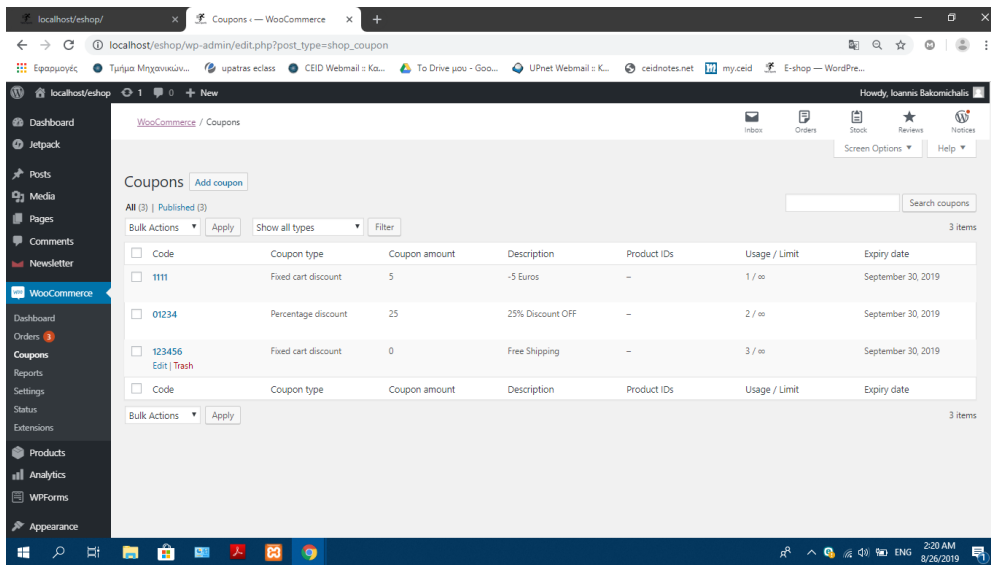 localhost/eshop/
Coupons ‹ — WooCommerce
localhost/eshop/wp-admin/edit.php?post_type=shop_coupon
Εφαρμογές Τμήμα Μηχανικών... upatras eclass CEID Webmail :: Κα... Το Drive μου - Goo... UPnet Webmail :: Κ... ceidnotes.net my.ceid E-shop — WordPre...
localhost/eshop 1 0 + New Howdy, Ioannis Bakomichalis
Dashboard
Jetpack
Posts
Media
Pages
Comments
Newsletter
WooCommerce
Dashboard
Orders 3
Coupons
Reports
Settings
Status
Extensions
Products
Analytics
WPForms
Appearance
WooCommerce / Coupons
Inbox Orders Stock Reviews Notices
Screen Options ▼ Help ▼
Coupons Add coupon
All (3) | Published (3)
Search coupons
Bulk Actions ▼ Apply Show all types ▼ Filter 3 items
Code Coupon type Coupon amount Description Product IDs Usage / Limit Expiry date
1111 Fixed cart discount 5 -5 Euros – 1 / ∞ September 30, 2019
01234 Percentage discount 25 25% Discount OFF – 2 / ∞ September 30, 2019
123456 Fixed cart discount 0 Free Shipping – 3 / ∞ September 30, 2019
Edit | Trash
Code Coupon type Coupon amount Description Product IDs Usage / Limit Expiry date
Bulk Actions ▼ Apply 3 items
ENG 2:20 AM
8/26/2019